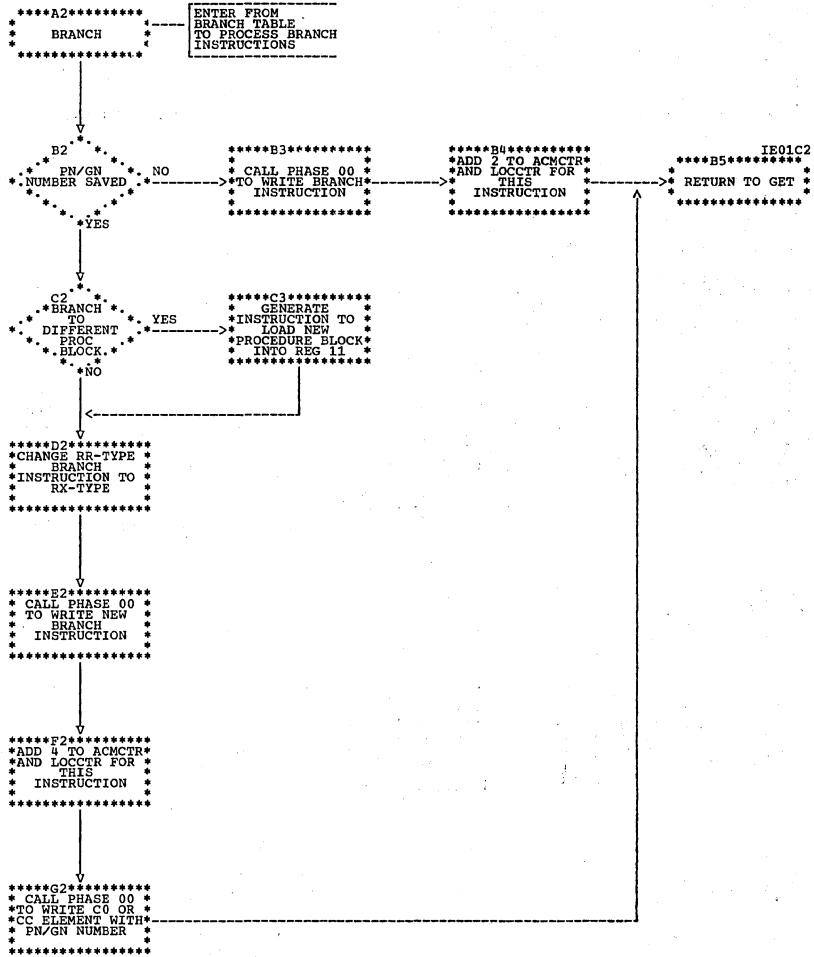 A2
BRANCH
ENTER FROM
BRANCH TABLE
TO PROCESS BRANCH
INSTRUCTIONS
B2
PN/GN
NUMBER SAVED
NO
YES
B3
CALL PHASE 00
TO WRITE BRANCH
INSTRUCTION
B4
ADD 2 TO ACMCTR
AND LOCCTR FOR
THIS
INSTRUCTION
IE01C2
B5
RETURN TO GET
C2
BRANCH
TO
DIFFERENT
PROC
BLOCK
YES
NO
C3
GENERATE
INSTRUCTION TO
LOAD NEW
PROCEDURE BLOCK
INTO REG 11
D2
CHANGE RR-TYPE
BRANCH
INSTRUCTION TO
RX-TYPE
E2
CALL PHASE 00
TO WRITE NEW
BRANCH
INSTRUCTION
F2
ADD 4 TO ACMCTR
AND LOCCTR FOR
THIS
INSTRUCTION
G2
CALL PHASE 00
TO WRITE C0 OR
CC ELEMENT WITH
PN/GN NUMBER